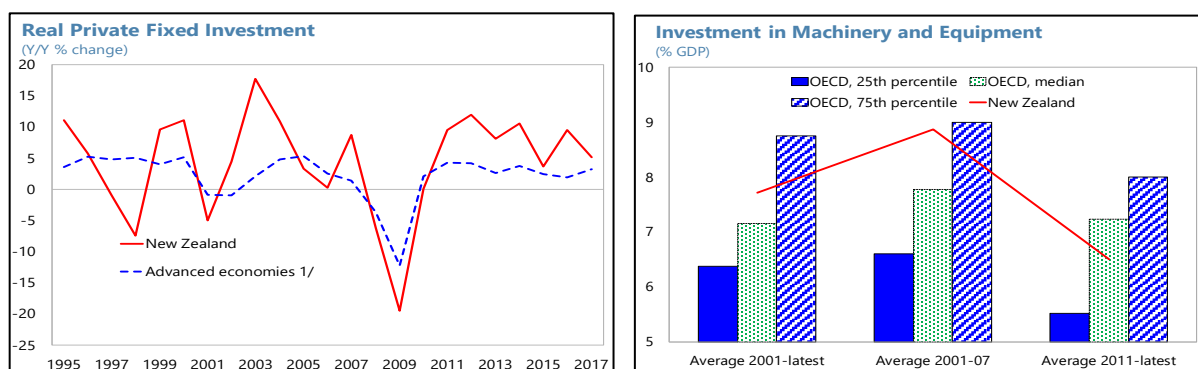 Real Private Fixed Investment
(Y/Y % change)
20
15
10
5
0
-5
-10
-15
-20
-25
New Zealand
Advanced economies 1/
1995 1997 1999 2001 2003 2005 2007 2009 2011 2013 2015 2017
Investment in Machinery and Equipment
(% GDP)
10
9
8
7
6
5
OECD, 25th percentile OECD, median
OECD, 75th percentile New Zealand
Average 2001-latest Average 2001-07 Average 2011-latest